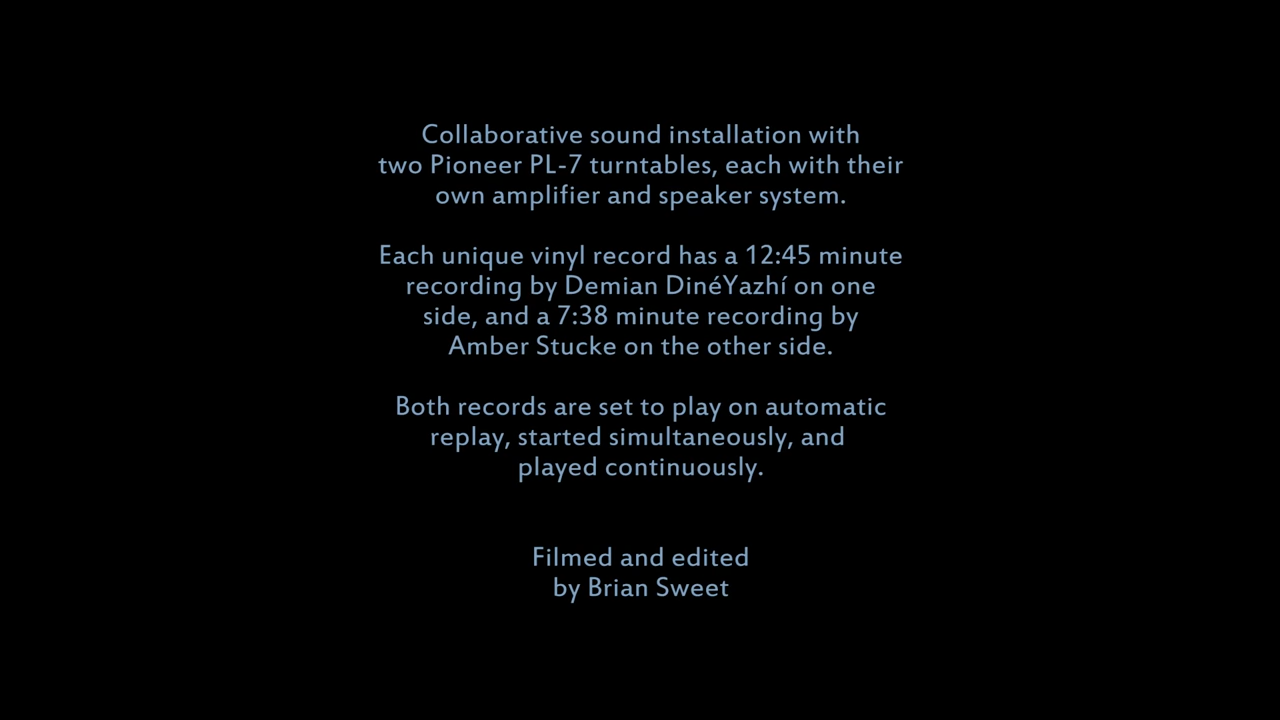 Collaborative sound installation with
two Pioneer PL-7 turntables, each with their
own amplifier and speaker system.
Each unique vinyl record has a 12:45 minute
recording by Demian DinéYazhí on one
side, and a 7:38 minute recording by
Amber Stucke on the other side.
Both records are set to play on automatic
replay, started simultaneously, and
played continuously.
Filmed and edited
by Brian Sweet